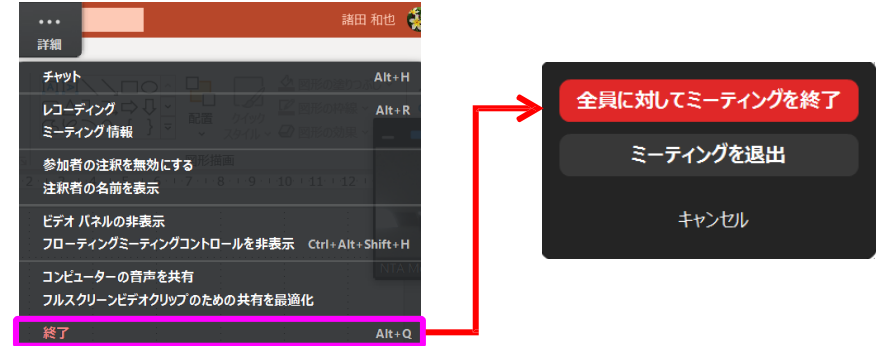 諸田 和也
詳細
チャット Alt+H
レコーディング Alt+R
ミーティング情報
参加者の注釈を無効にする
注釈者の名前を表示
ビデオ パネルの非表示
フローティングミーティングコントロールを非表示 Ctrl+Alt+Shift+H
コンピューターの音声を共有
フルスクリーンビデオクリップのための共有を最適化
終了 Alt+Q
全員に対してミーティングを終了
ミーティングを退出
キャンセル